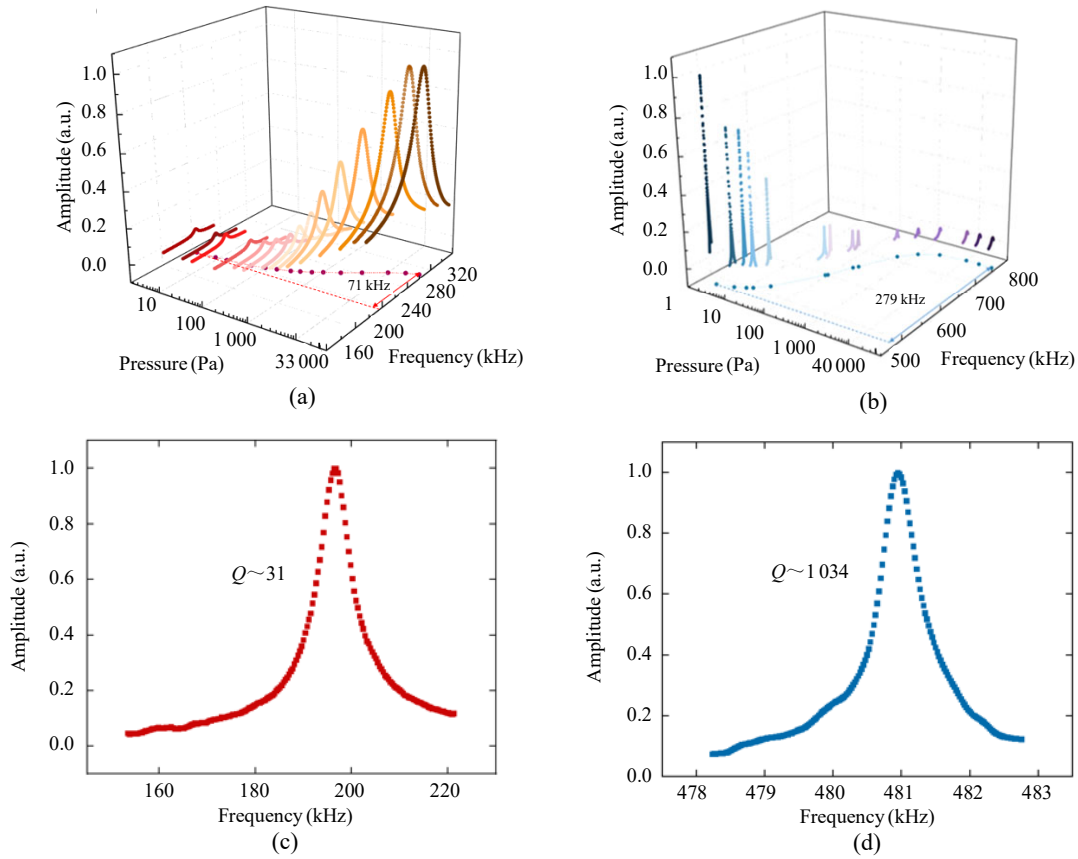 1.0
0.8
0.6
0.4
0.2
0.0
Amplitude (a.u.)
10
100
1 000
33 000
Pressure (Pa)
160
200
240
280
320
Frequency (kHz)
71 kHz
(a)
1.0
0.8
0.6
0.4
0.2
0.0
Amplitude (a.u.)
1
10
100
1 000
40 000
Pressure (Pa)
500
600
700
800
Frequency (kHz)
279 kHz
(b)
1.0
0.8
0.6
0.4
0.2
0.0
Amplitude (a.u.)
Q～31
160
180
200
220
Frequency (kHz)
(c)
1.0
0.8
0.6
0.4
0.2
0.0
Amplitude (a.u.)
Q～1 034
478
479
480
481
482
483
Frequency (kHz)
(d)